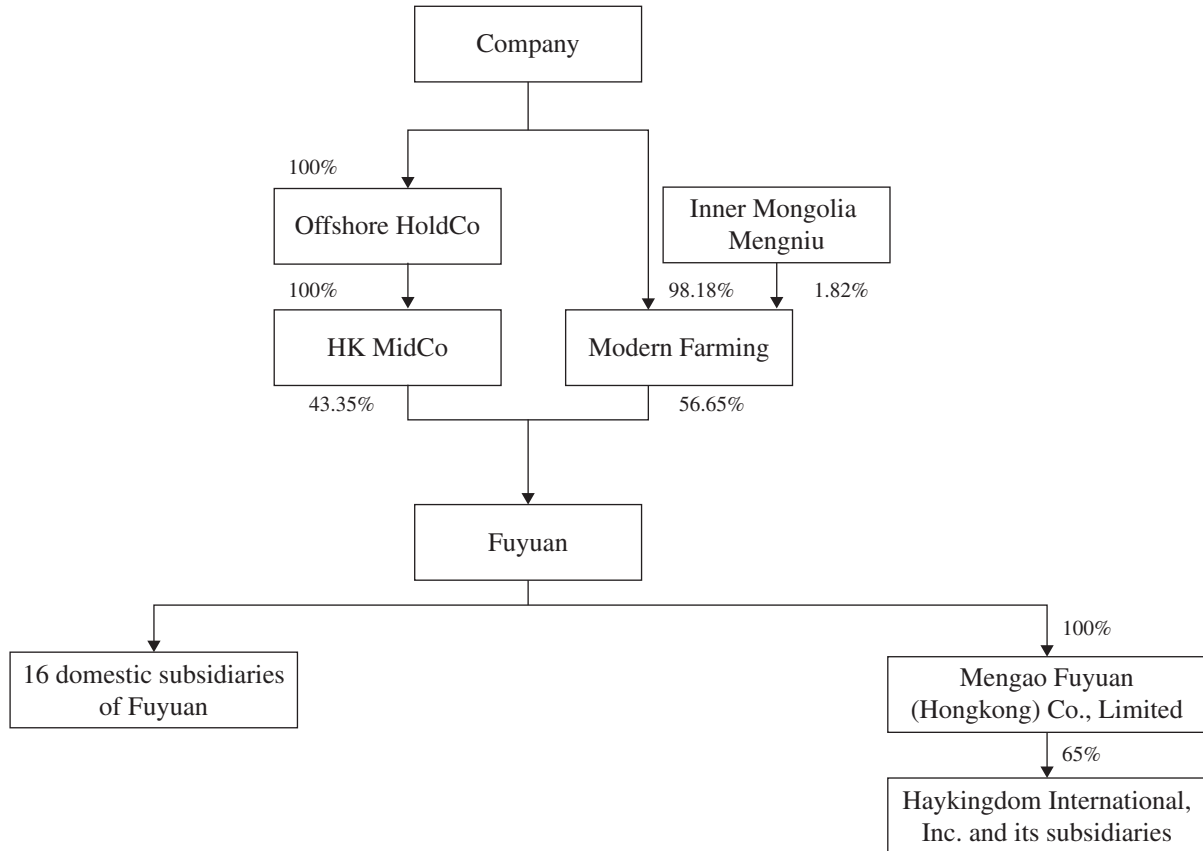 Company
100%
Offshore HoldCo
Inner Mongolia
Mengniu
100%
98.18%
1.82%
HK MidCo
Modern Farming
43.35%
56.65%
Fuyuan
100%
16 domestic subsidiaries
of Fuyuan
Mengao Fuyuan
(Hongkong) Co., Limited
65%
Haykingdom International,
Inc. and its subsidiaries